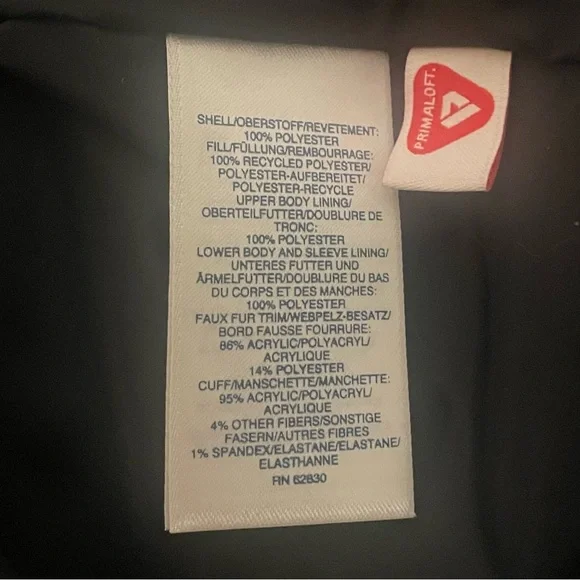 SHELL/OBERSTOFF/REVETEMENT:
100% POLYESTER
FILL/FÜLLUNG/REMBOURRAGE:
100% RECYCLED POLYESTER/
POLYESTER-AUFBEREITET/
POLYESTER-RECYCLE
UPPER BODY LINING/
OBERTEILFUTTER/DOUBLURE DE
TRONC:
100% POLYESTER
LOWER BODY AND SLEEVE LINING/
UNTERES FUTTER UND
ÄRMELFUTTER/DOUBLURE DU BAS
DU CORPS ET DES MANCHES:
100% POLYESTER
FAUX FUR TRIM/WEBPELZ-BESATZ/
BORD FAUSSE FOURRURE:
86% ACRYLIC/POLYACRYL/
ACRYLIQUE
14% POLYESTER
CUFF/MANSCHETTE/MANCHETTE:
95% ACRYLIC/POLYACRYL/
ACRYLIQUE
4% OTHER FIBERS/SONSTIGE
FASERN/AUTRES FIBRES
1% SPANDEX/ELASTANE/ELASTANE/
ELASTHANNE
RN 62830
PRIMALOFT.